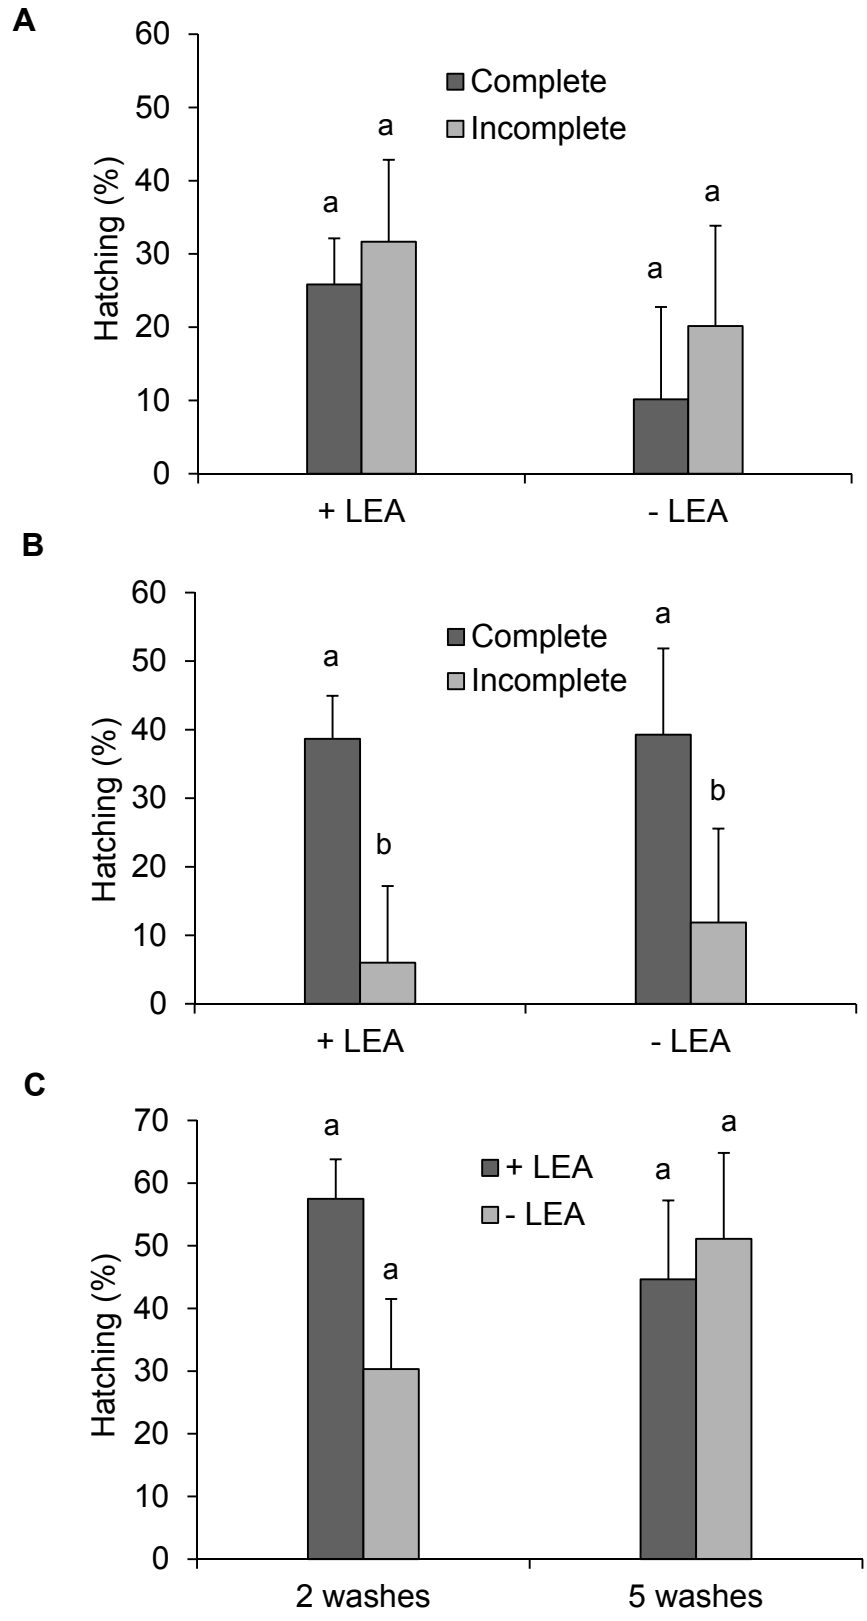 A
60
50
40
30
20
10
0
Hatching (%)
Complete
Incomplete
a
a
a
a
+ LEA
- LEA
B
60
50
40
30
20
10
0
Hatching (%)
Complete
Incomplete
a
b
a
b
+ LEA
- LEA
C
70
60
50
40
30
20
10
0
Hatching (%)
+ LEA
- LEA
a
a
a
a
2 washes
5 washes